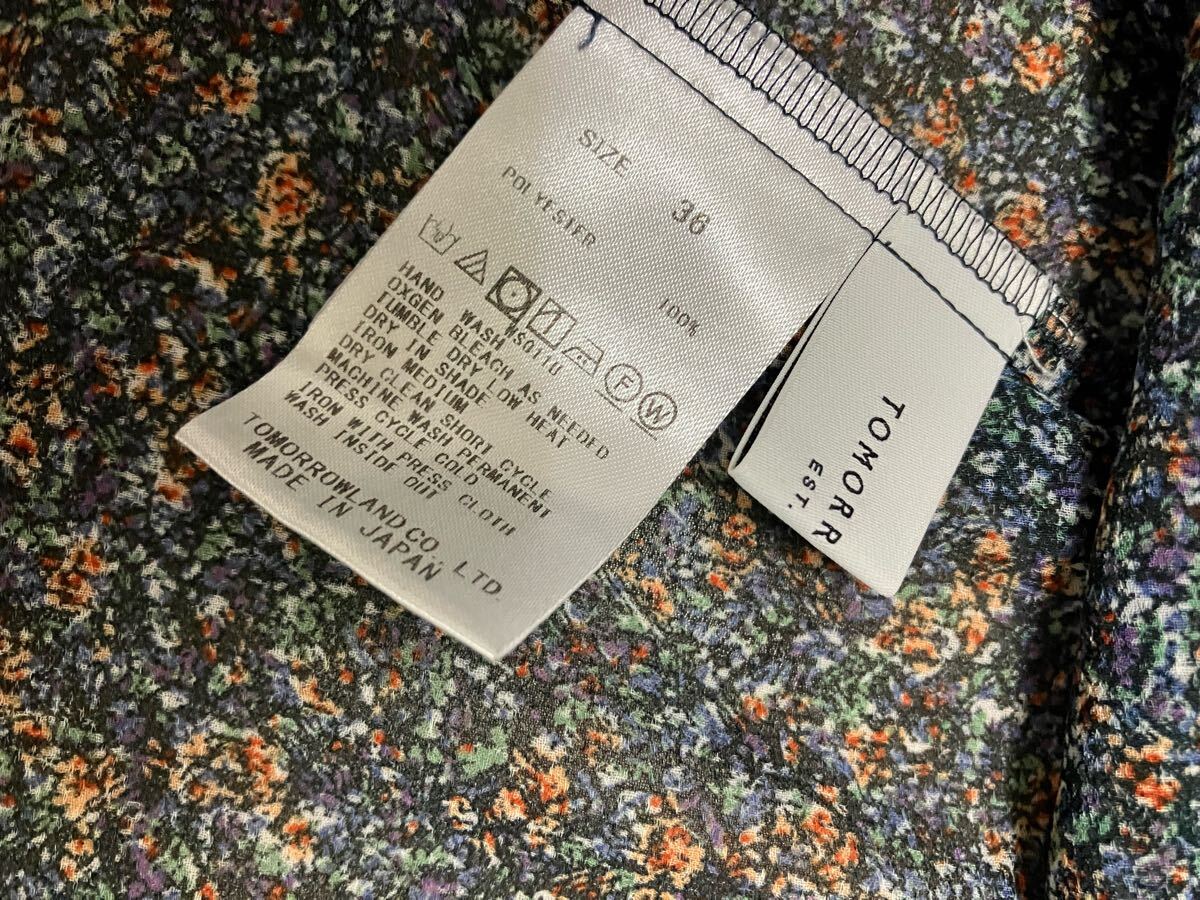 SIZE 36
POLYESTER 100%
F W
HAND WASH
OXGEN BLEACH AS NEEDED
TUMBLE DRY LOW HEAT
DRY IN SHADE
IRON MEDIUM
DRY CLEAN SHORT CYCLE
MACHINE WASH PERMANENT
PRESS CYCLE COLD
IRON WITH PRESS CLOTH
WASH INSIDE OUT
TOMORROWLAND CO., LTD.
MADE IN JAPAN
TOMORR
EST.